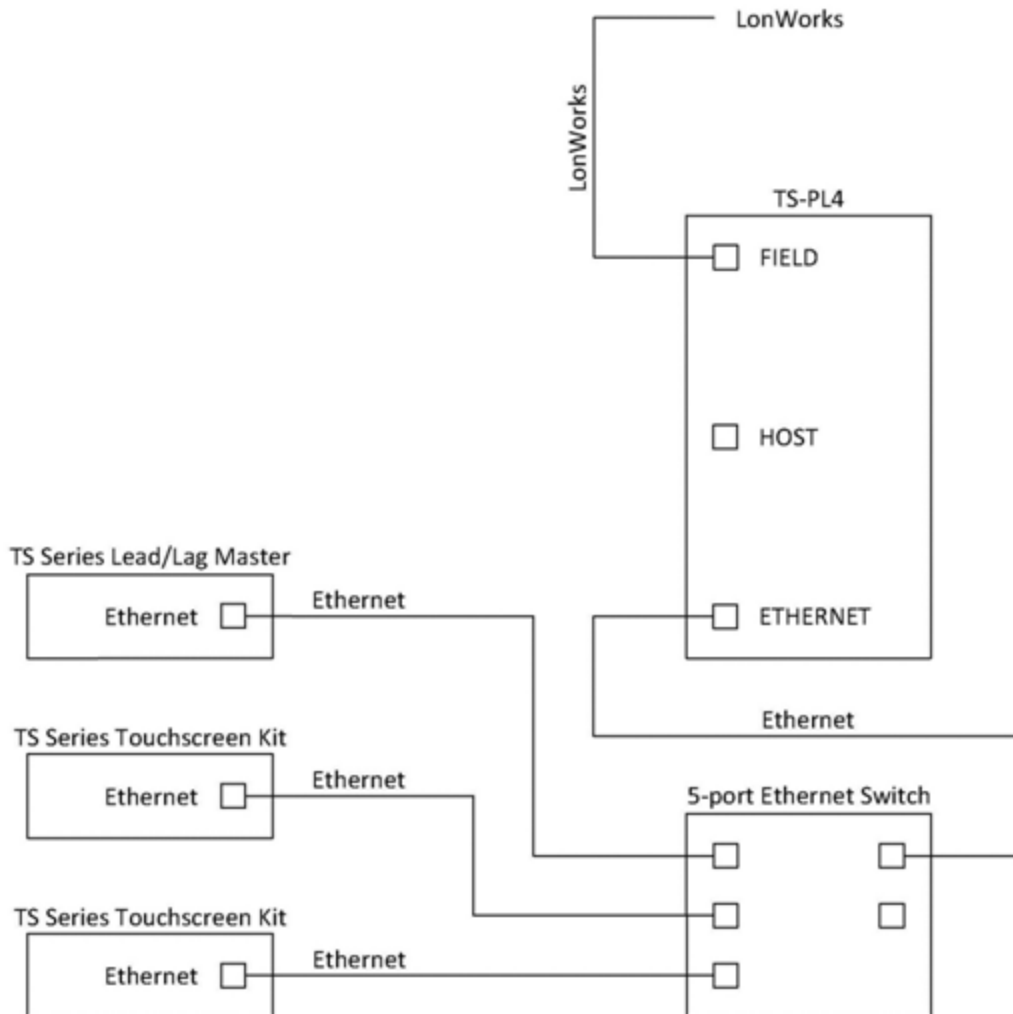 LonWorks
LonWorks
TS-PL4
FIELD
HOST
TS Series Lead/Lag Master
Ethernet
Ethernet
ETHERNET
Ethernet
TS Series Touchscreen Kit
Ethernet
Ethernet
5-port Ethernet Switch
TS Series Touchscreen Kit
Ethernet
Ethernet